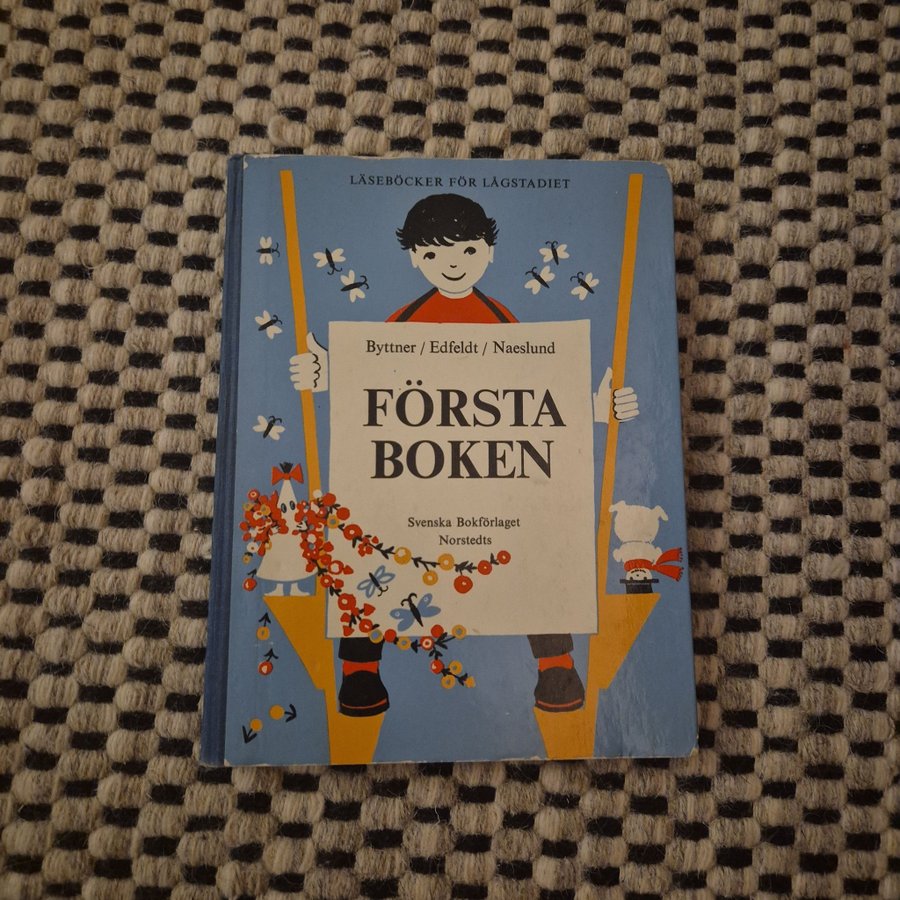 LÄSEBÖCKER FÖR LÅGSTADIET
Byttner / Edfeldt / Naeslund
FÖRSTA
BOKEN
Svenska Bokförlaget
Norstedts